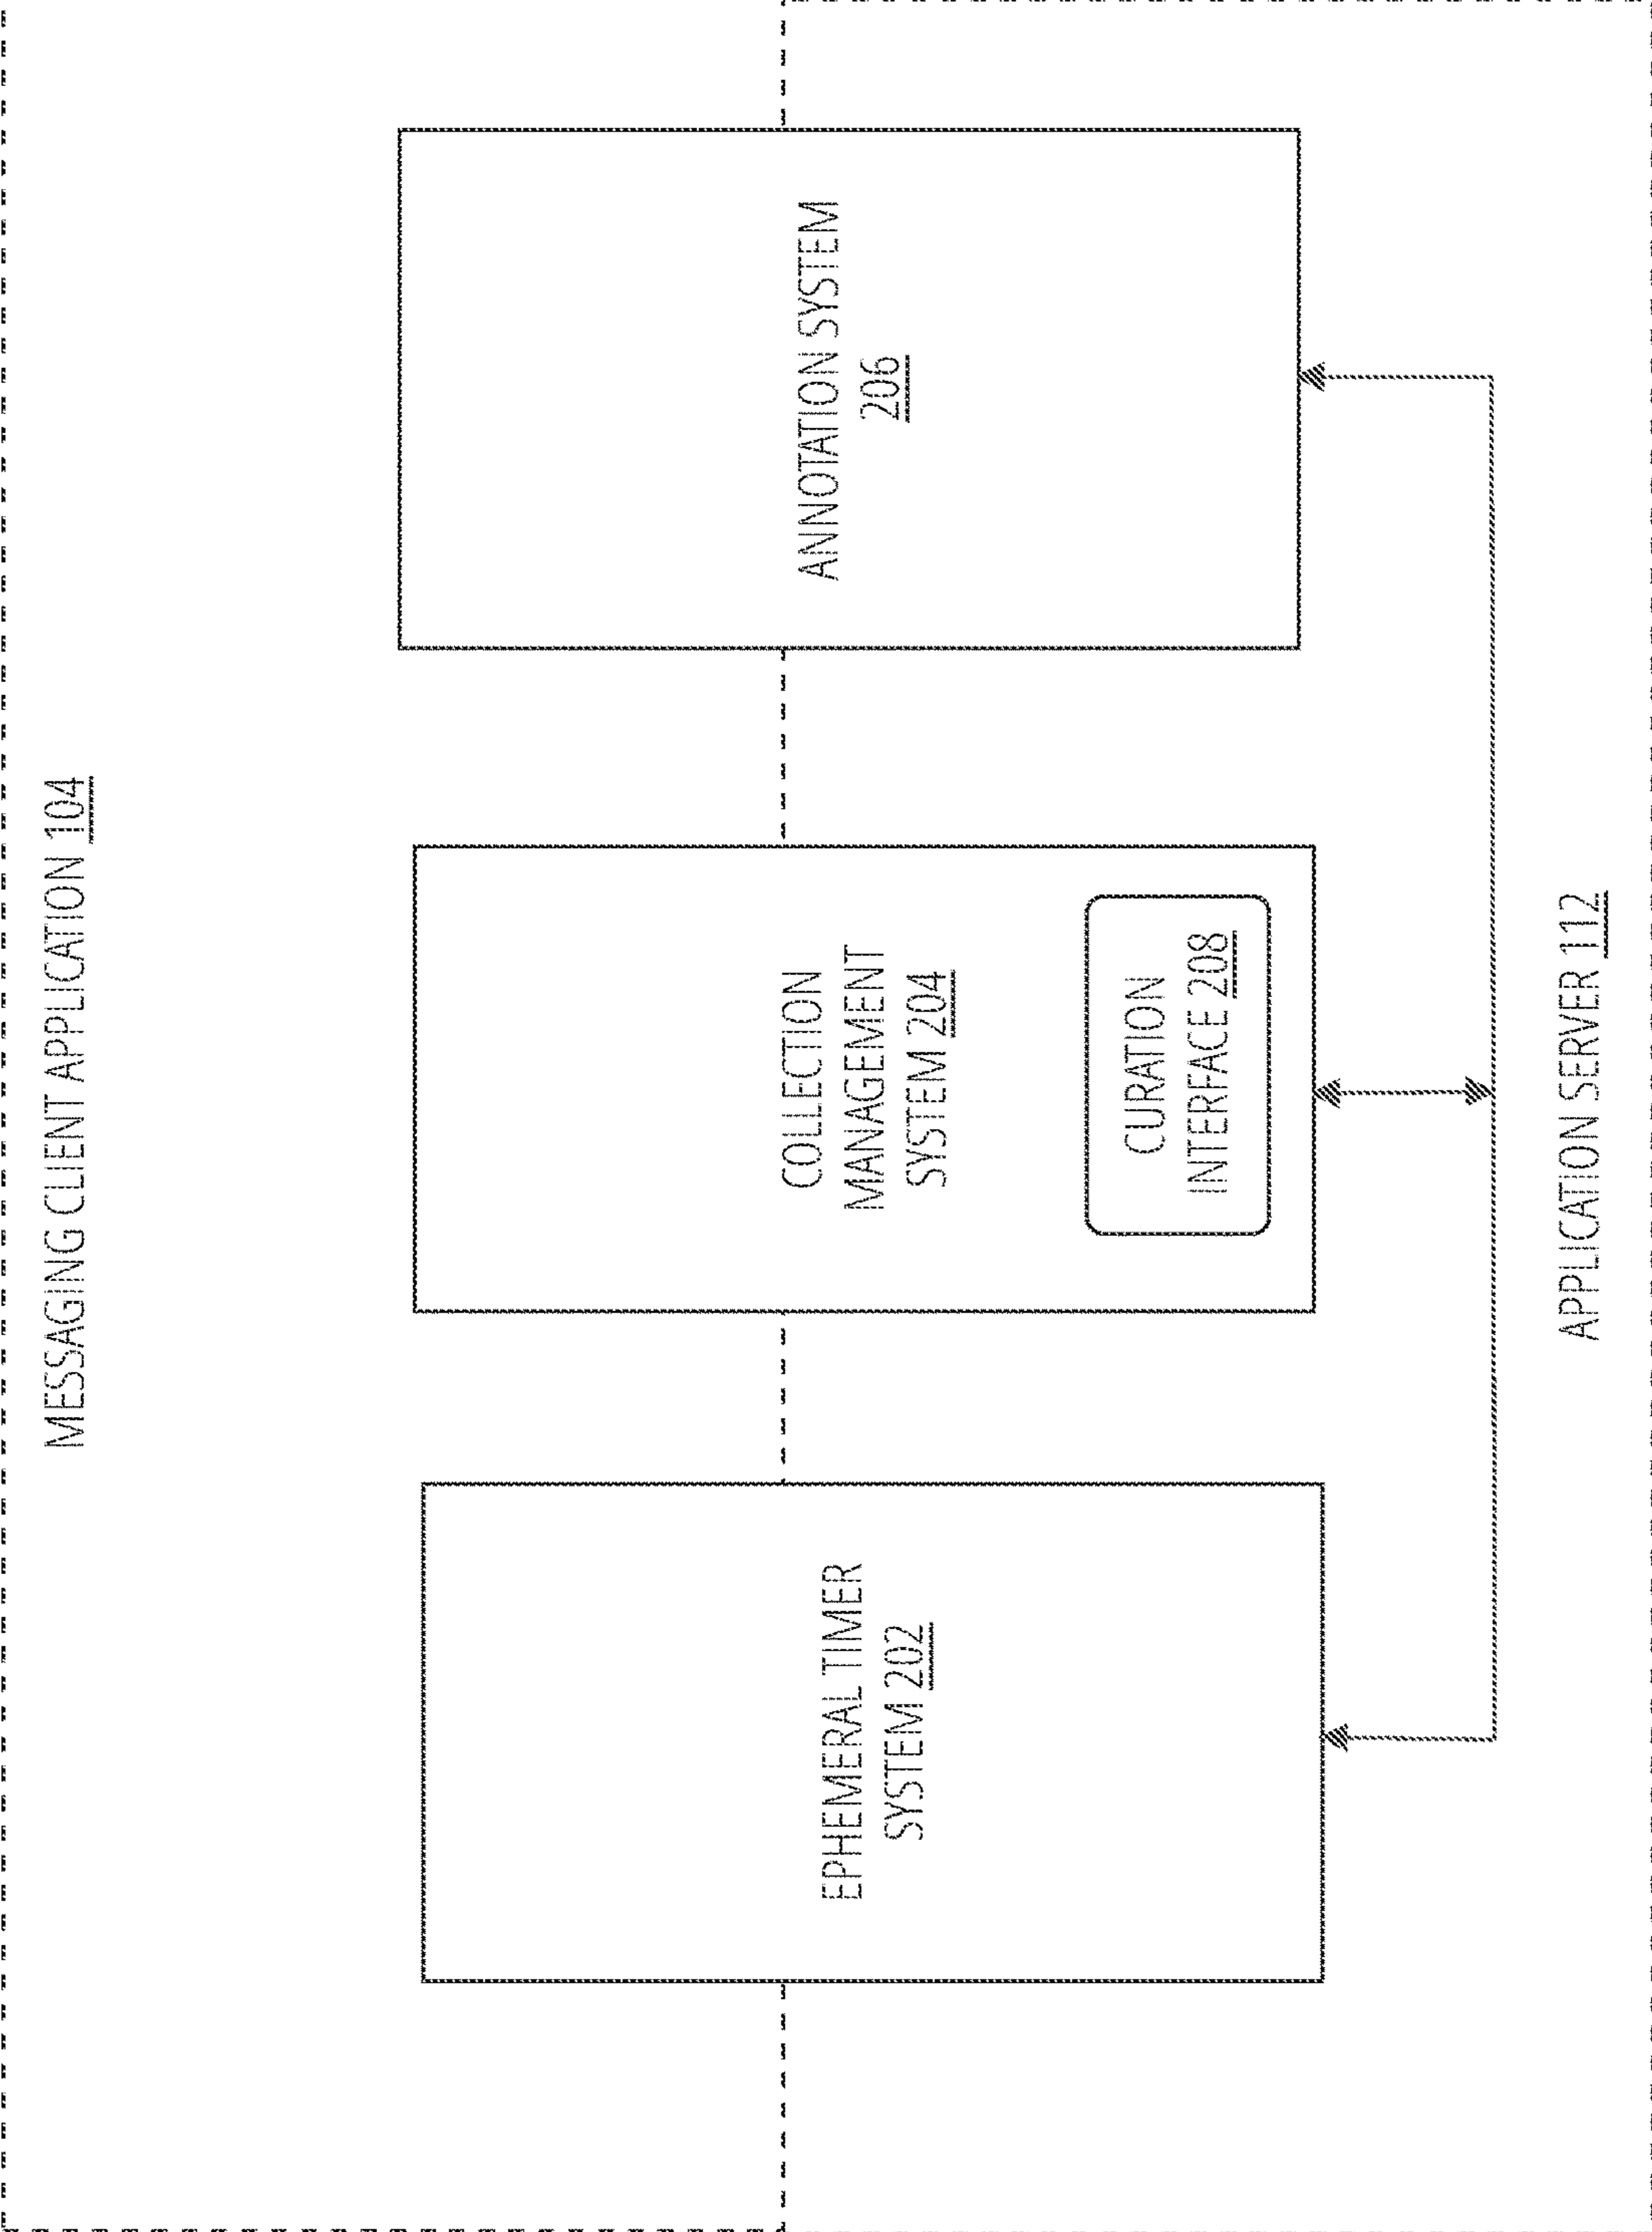 MESSAGING CLIENT APPLICATION 104
EPHEMERAL TIMER
SYSTEM 202
COLLECTION
MANAGEMENT
SYSTEM 204
CURATION
INTERFACE 208
ANNOTATION SYSTEM
206
APPLICATION SERVER 112